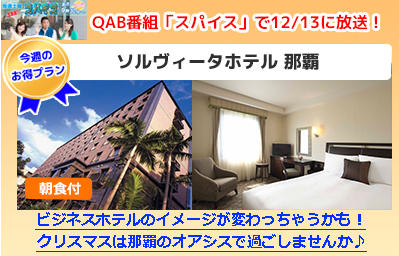 QAB番組「スパイス」で12/13に放送！
スパイス
今週の
お得プラン
ソルヴィータホテル 那覇
朝食付
ビジネスホテルのイメージが変わっちゃうかも！
クリスマスは那覇のオアシスで過ごしませんか♪